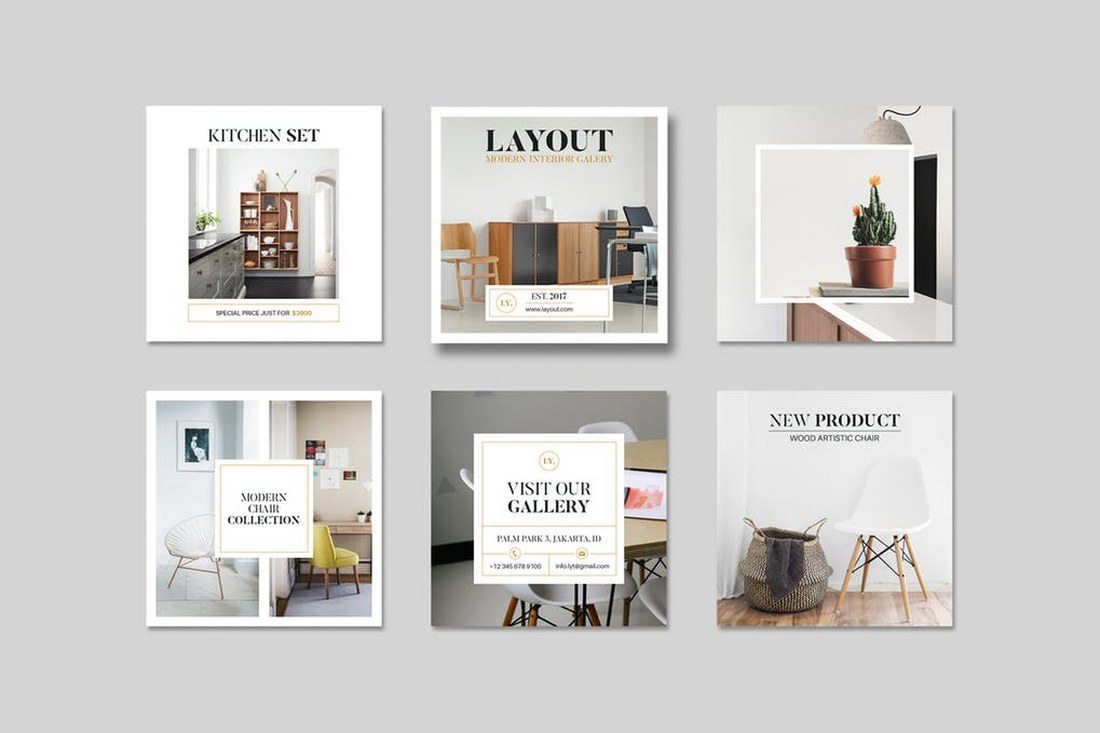 KITCHEN SET
SPECIAL PRICE JUST FOR $3900
LAYOUT
MODERN INTERIOR GALERY
LY.
EST. 2017
www.layout.com
MODERN
CHAIR
COLLECTION
LY.
VISIT OUR
GALLERY
PALM PARK 3, JAKARTA, ID
+12 345 678 9 100
info.lyt@gmail.com
NEW PRODUCT
WOOD ARTISTIC CHAIR